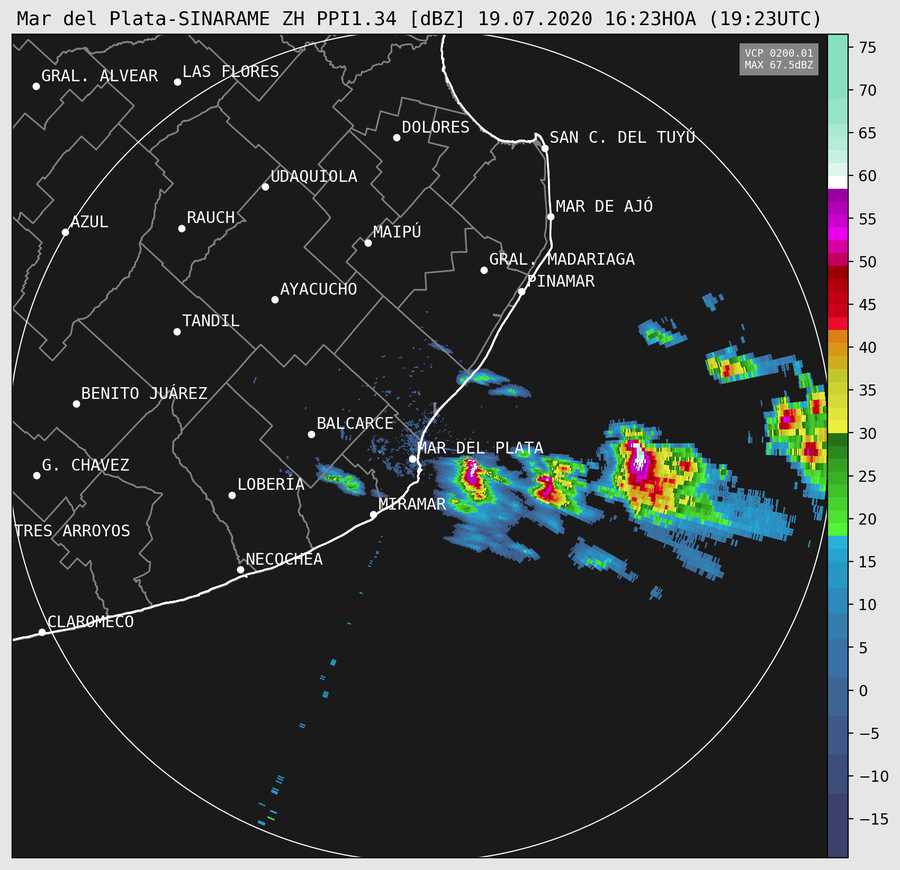 Mar del Plata-SINARAME ZH PPI1.34 [dBZ] 19.07.2020 16:23HOA (19:23UTC)
VCP 0200.01
MAX 67.5dBZ
GRAL. ALVEAR
LAS FLORES
DOLORES
SAN C. DEL TUYÚ
UDAQUIOLA
MAR DE AJÓ
AZUL
RAUCH
MAIPÚ
GRAL. MADARIAGA
PINAMAR
AYACUCHO
TANDIL
BENITO JUÁREZ
BALCARCE
MAR DEL PLATA
G. CHAVEZ
LOBERÍA
MIRAMAR
TRES ARROYOS
NECOCHEA
CLAROMECO
75
70
65
60
55
50
45
40
35
30
25
20
15
10
5
0
−5
−10
−15